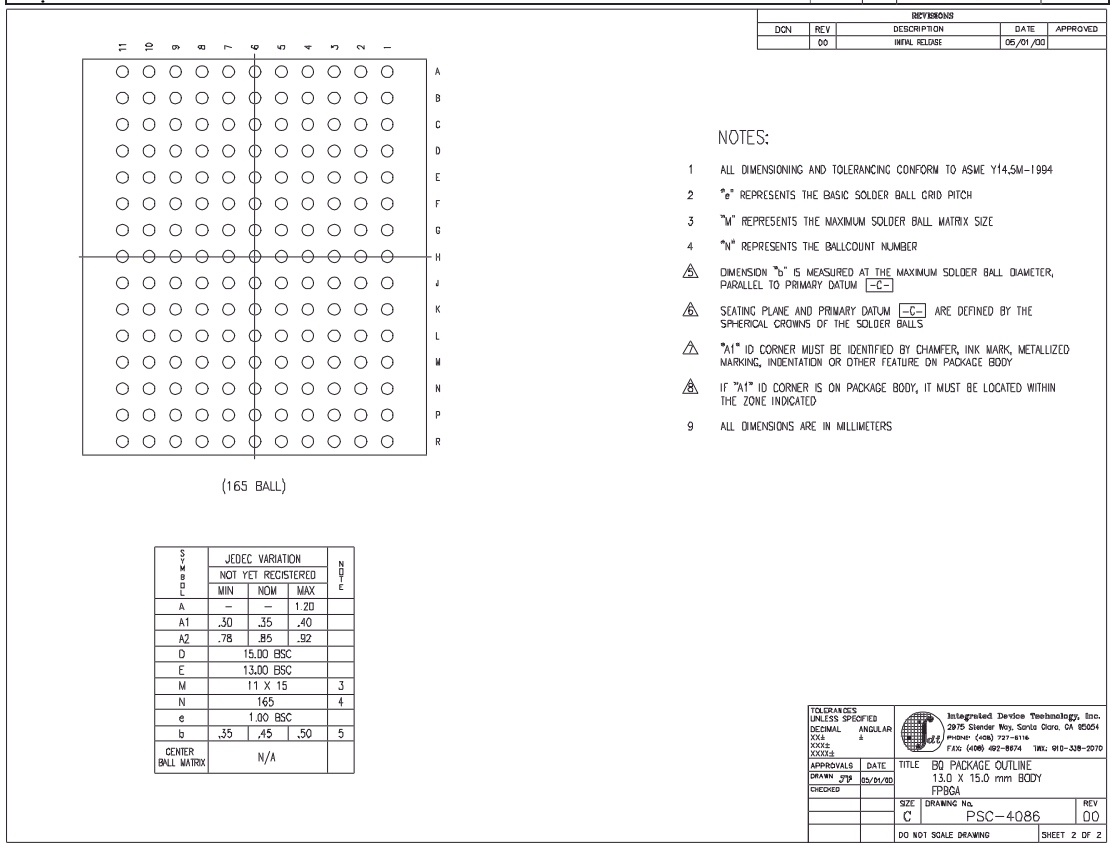 REVISIONS
DCN REV DESCRIPTION DATE APPROVED
00 INITIAL RELEASE 05/01/00
11 10 9 8 7 6 5 4 3 2 1
A
B
C
D
E
F
G
H
J
K
L
M
N
P
R
(165 BALL)
NOTES:
1 ALL DIMENSIONING AND TOLERANCING CONFORM TO ASME Y14.5M-1994
2 "e" REPRESENTS THE BASIC SOLDER BALL GRID PITCH
3 "M" REPRESENTS THE MAXIMUM SOLDER BALL MATRIX SIZE
4 "N" REPRESENTS THE BALLCOUNT NUMBER
5 DIMENSION "b" IS MEASURED AT THE MAXIMUM SOLDER BALL DIAMETER,
PARALLEL TO PRIMARY DATUM -C-
6 SEATING PLANE AND PRIMARY DATUM -C- ARE DEFINED BY THE
SPHERICAL CROWNS OF THE SOLDER BALLS
7 "A1" ID CORNER MUST BE IDENTIFIED BY CHAMFER, INK MARK, METALLIZED
MARKING, INDENTATION OR OTHER FEATURE ON PACKAGE BODY
8 IF "A1" ID CORNER IS ON PACKAGE BODY, IT MUST BE LOCATED WITHIN
THE ZONE INDICATED
9 ALL DIMENSIONS ARE IN MILLIMETERS
SYMBOL JEDEC VARIATION NOTE
NOT YET REGISTERED
MIN NOM MAX
A – – 1.20
A1 .30 .35 .40
A2 .78 .85 .92
D 15.00 BSC
E 13.00 BSC
M 11 X 15 3
N 165 4
e 1.00 BSC
b .35 .45 .50 5
CENTER
BALL MATRIX N/A
TOLERANCES
UNLESS SPECIFIED
DECIMAL ANGULAR
XX± ±
XXX±
XXXX±
idt
Integrated Device Technology, Inc.
2975 Stender Way, Santa Clara, CA 95054
PHONE: (408) 727-6116
FAX: (408) 492-8674 TWX: 910-338-2070
APPROVALS DATE
DRAWN 05/01/00
CHECKED
TITLE BQ PACKAGE OUTLINE
13.0 X 15.0 mm BODY
FPBGA
SIZE DRAWING No. REV
C PSC-4086 00
DO NOT SCALE DRAWING SHEET 2 OF 2